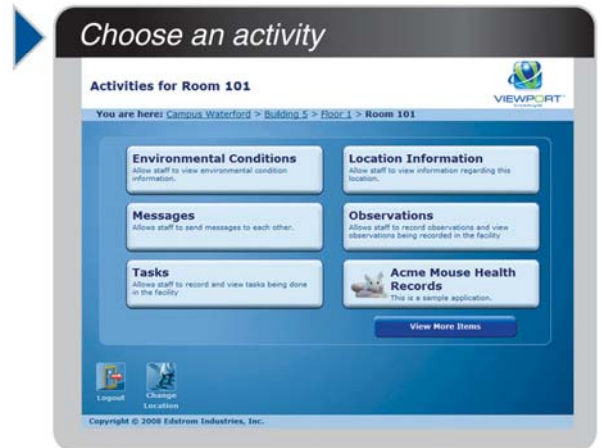 Choose an activity
Activities for Room 101
VIEWPORT
You are here: Campus Waterford > Building 5 > Floor 1 > Room 101
Environmental Conditions
Allow staff to view environmental condition
information.
Location Information
Allow staff to view information regarding this
location.
Messages
Allows staff to send messages to each other.
Observations
Allows staff to record observations and view
observations being recorded in the facility
Tasks
Allows staff to record and view tasks being done
in the facility
Acme Mouse Health
Records
This is a sample application.
View More Items
Logout
Change
Location
Copyright © 2008 Edstrom Industries, Inc.